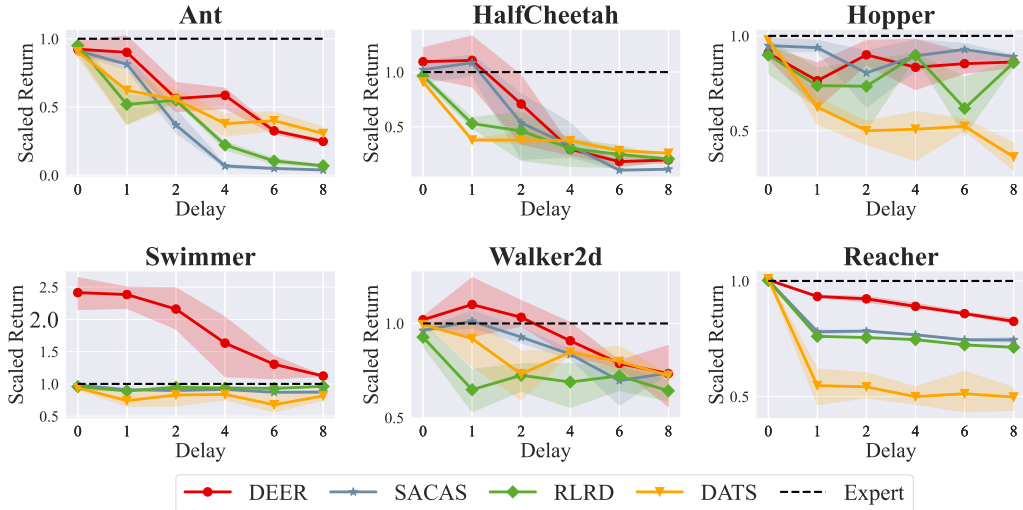 Ant
HalfCheetah
Hopper
Scaled Return
1.0
0.5
0.0
0 1 2 4 6 8
Delay
Scaled Return
1.0
0.5
0 1 2 4 6 8
Delay
Scaled Return
1.0
0.5
0 1 2 4 6 8
Delay
Swimmer
Walker2d
Reacher
Scaled Return
2.5
2.0
1.0
0.5
0 1 2 4 6 8
Delay
Scaled Return
1.0
0.5
0 1 2 4 6 8
Delay
Scaled Return
1.0
0.5
0 1 2 4 6 8
Delay
DEER SACAS RLRD DATS Expert